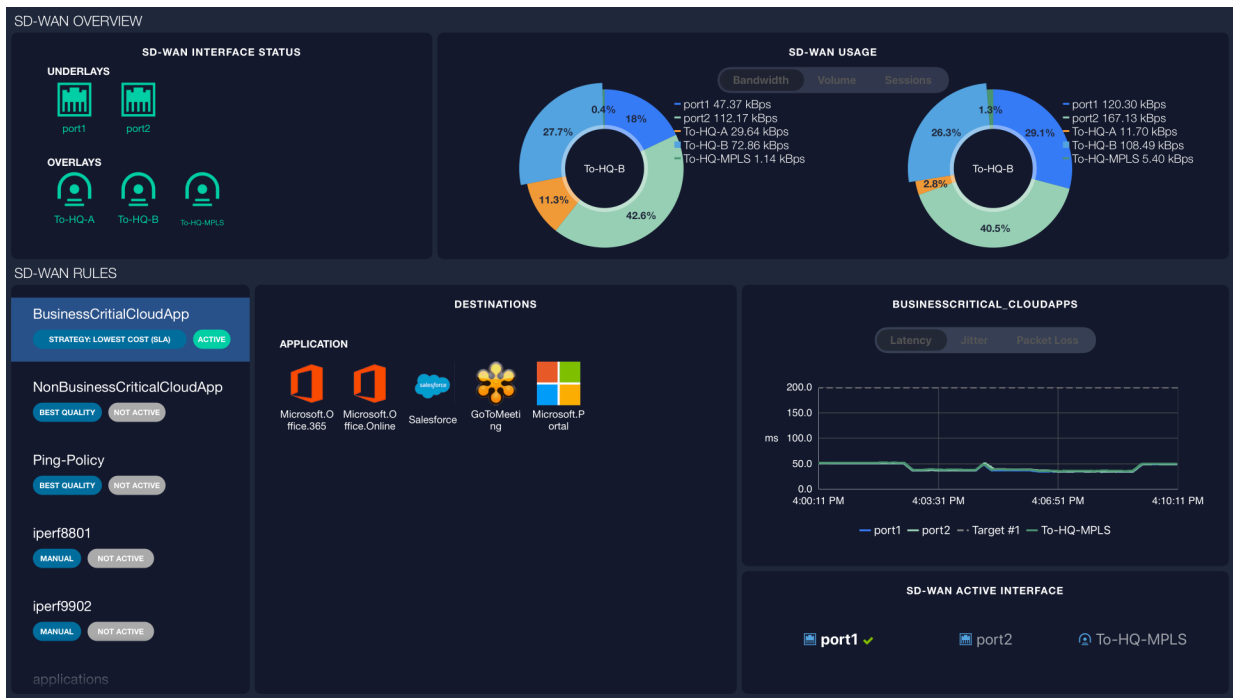 SD-WAN OVERVIEW
SD-WAN INTERFACE STATUS
UNDERLAYS
port1
port2
OVERLAYS
To-HQ-A
To-HQ-B
To-HQ-MPLS
SD-WAN USAGE
Bandwidth
Volume
Sessions
0.4%
18%
27.7%
To-HQ-B
11.3%
42.6%
port1 47.37 kBps
port2 112.17 kBps
To-HQ-A 29.64 kBps
To-HQ-B 72.86 kBps
To-HQ-MPLS 1.14 kBps
1.3%
26.3%
29.1%
To-HQ-B
2.8%
40.5%
port1 120.30 kBps
port2 167.13 kBps
To-HQ-A 11.70 kBps
To-HQ-B 108.49 kBps
To-HQ-MPLS 5.40 kBps
SD-WAN RULES
BusinessCritialCloudApp
STRATEGY: LOWEST COST (SLA)
ACTIVE
NonBusinessCriticalCloudApp
BEST QUALITY
NOT ACTIVE
Ping-Policy
BEST QUALITY
NOT ACTIVE
iperf8801
MANUAL
NOT ACTIVE
iperf9902
MANUAL
NOT ACTIVE
applications
DESTINATIONS
APPLICATION
salesforce
Microsoft.O
ffice.365
Microsoft.O
ffice.Online
Salesforce
GoToMeeti
ng
Microsoft.P
ortal
BUSINESSCRITICAL_CLOUDAPPS
Latency
Jitter
Packet Loss
200.0
150.0
ms
100.0
50.0
0.0
4:00:11 PM
4:03:31 PM
4:06:51 PM
4:10:11 PM
port1
port2
Target #1
To-HQ-MPLS
SD-WAN ACTIVE INTERFACE
port1
port2
To-HQ-MPLS